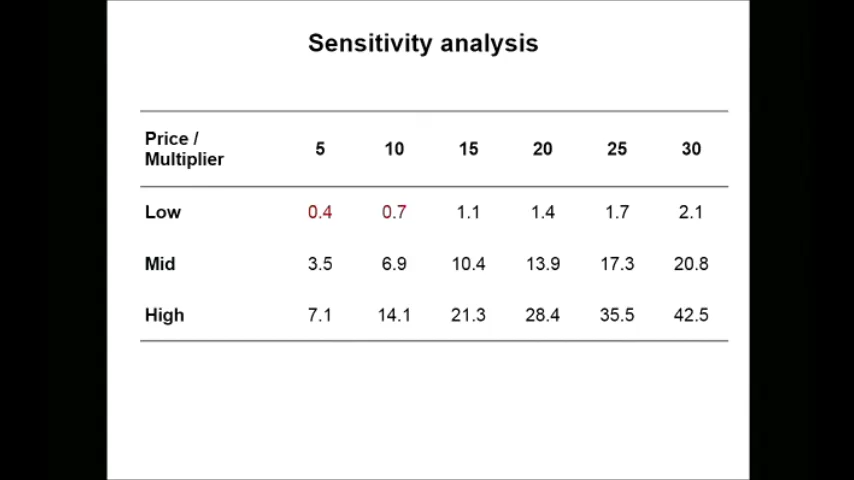 Sensitivity analysis
Price /
Multiplier 5 10 15 20 25 30
Low 0.4 0.7 1.1 1.4 1.7 2.1
Mid 3.5 6.9 10.4 13.9 17.3 20.8
High 7.1 14.1 21.3 28.4 35.5 42.5